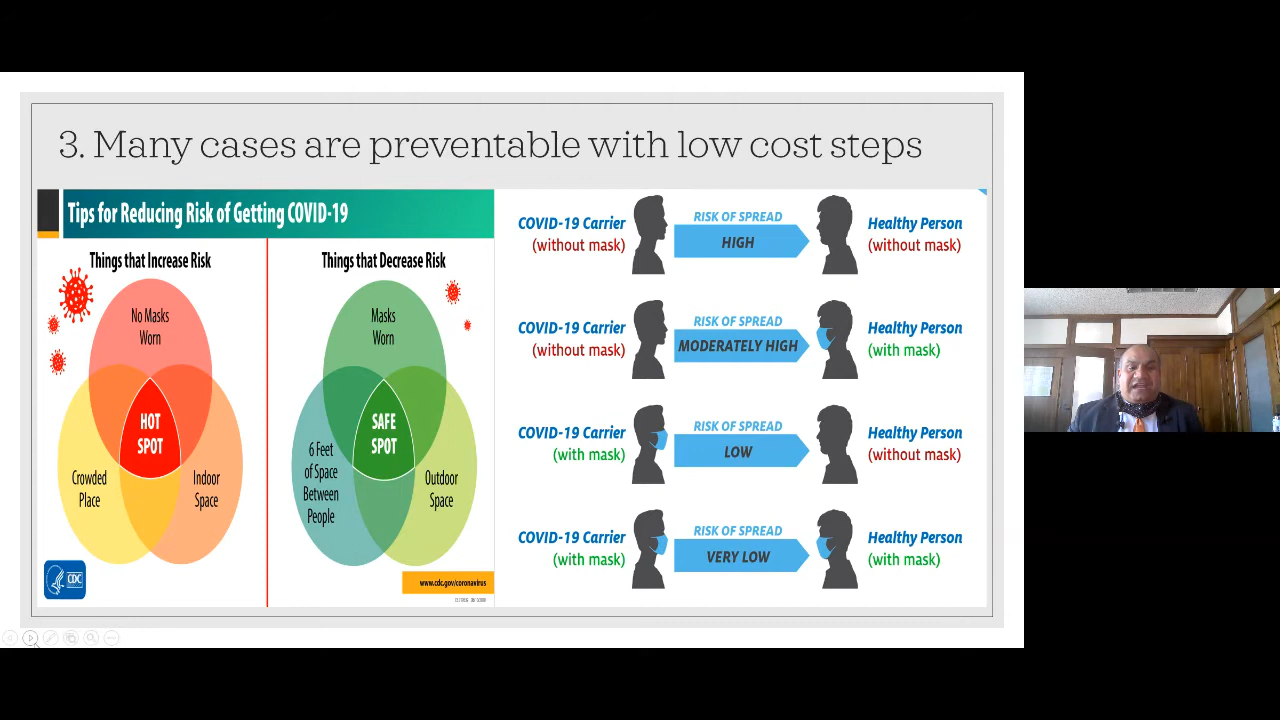 3. Many cases are preventable with low cost steps
Tips for Reducing Risk of Getting COVID-19
Things that Increase Risk
No Masks
Worn
HOT
SPOT
Crowded
Place
Indoor
Space
Things that Decrease Risk
Masks
Worn
SAFE
SPOT
6 Feet
of Space
Between
People
Outdoor
Space
CDC
www.cdc.gov/coronavirus
COVID-19 Carrier
(without mask)
RISK OF SPREAD
HIGH
Healthy Person
(without mask)
COVID-19 Carrier
(without mask)
RISK OF SPREAD
MODERATELY HIGH
Healthy Person
(with mask)
COVID-19 Carrier
(with mask)
RISK OF SPREAD
LOW
Healthy Person
(without mask)
COVID-19 Carrier
(with mask)
RISK OF SPREAD
VERY LOW
Healthy Person
(with mask)